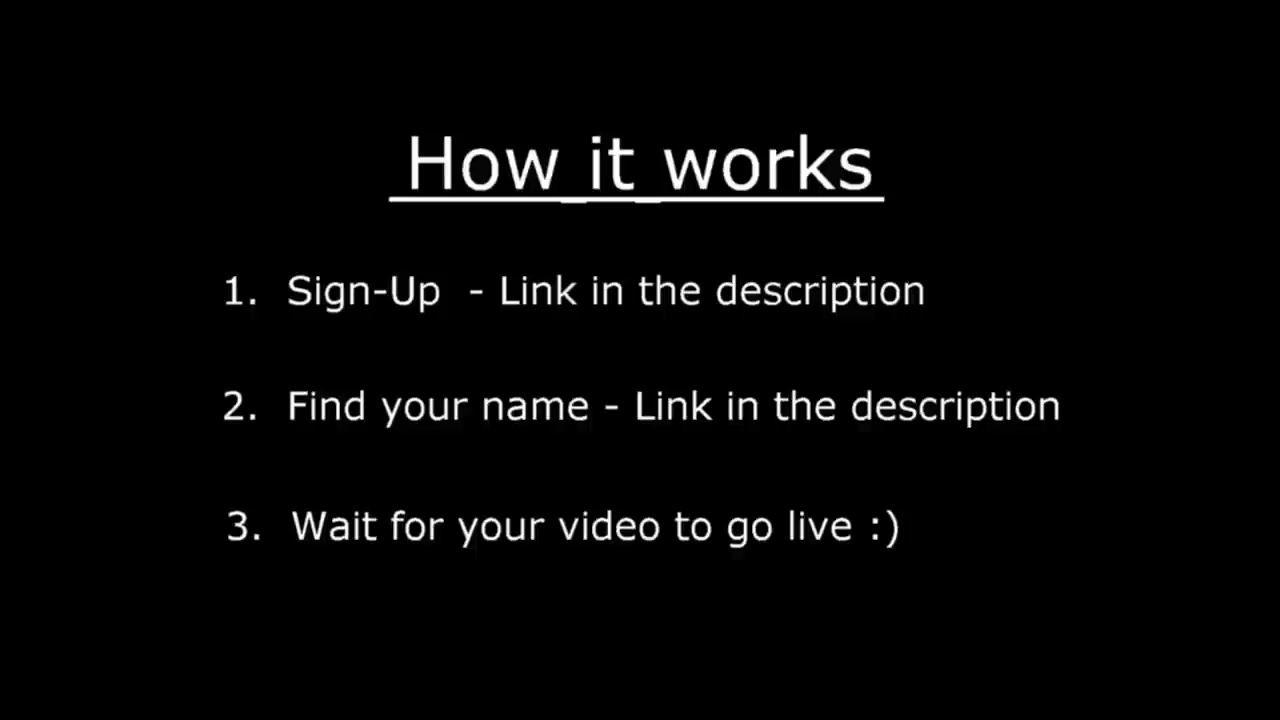 How it works
1. Sign-Up - Link in the description
2. Find your name - Link in the description
3. Wait for your video to go live :)